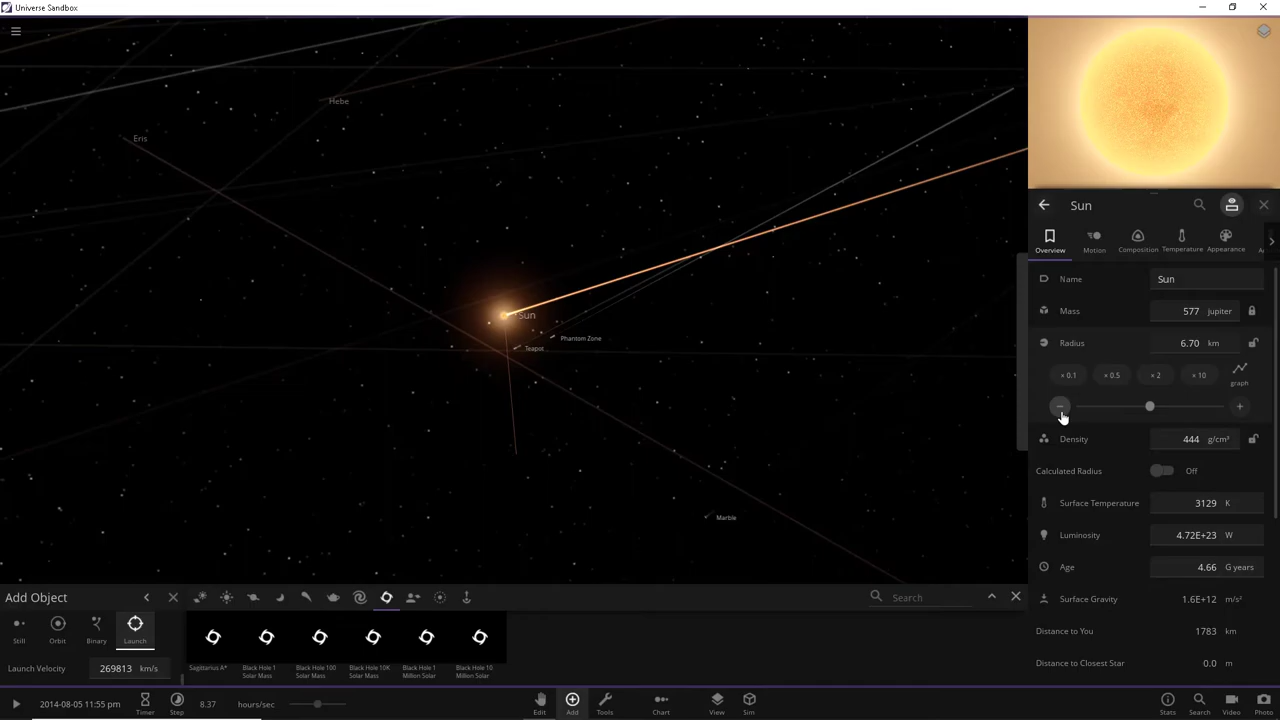 Universe Sandbox
Hebe
Eris
Sun
Phantom Zone
Teapot
Marble
Sun
Overview
Motion
Composition
Temperature
Appearance
Name Sun
Mass 577 jupiter
Radius 6.70 km
× 0.1 × 0.5 × 2 × 10 graph
Density 444 g/cm³
Calculated Radius Off
Surface Temperature 3129 K
Luminosity 4.72E+23 W
Age 4.66 G years
Surface Gravity 1.6E+12 m/s²
Distance to You 1783 km
Distance to Closest Star 0.0 m
Add Object
Search
Still Orbit Binary Launch
Launch Velocity 269813 km/s
Sagittarius A*
Black Hole 1 Solar Mass
Black Hole 100 Solar Mass
Black Hole 10K Solar Mass
Black Hole 1 Million Solar
Black Hole 10 Million Solar
2014-08-05 11:55 pm
Timer
Step
8.37 hours/sec
Edit
Add
Tools
Chart
View
Sim
Stats
Search
Video
Photo